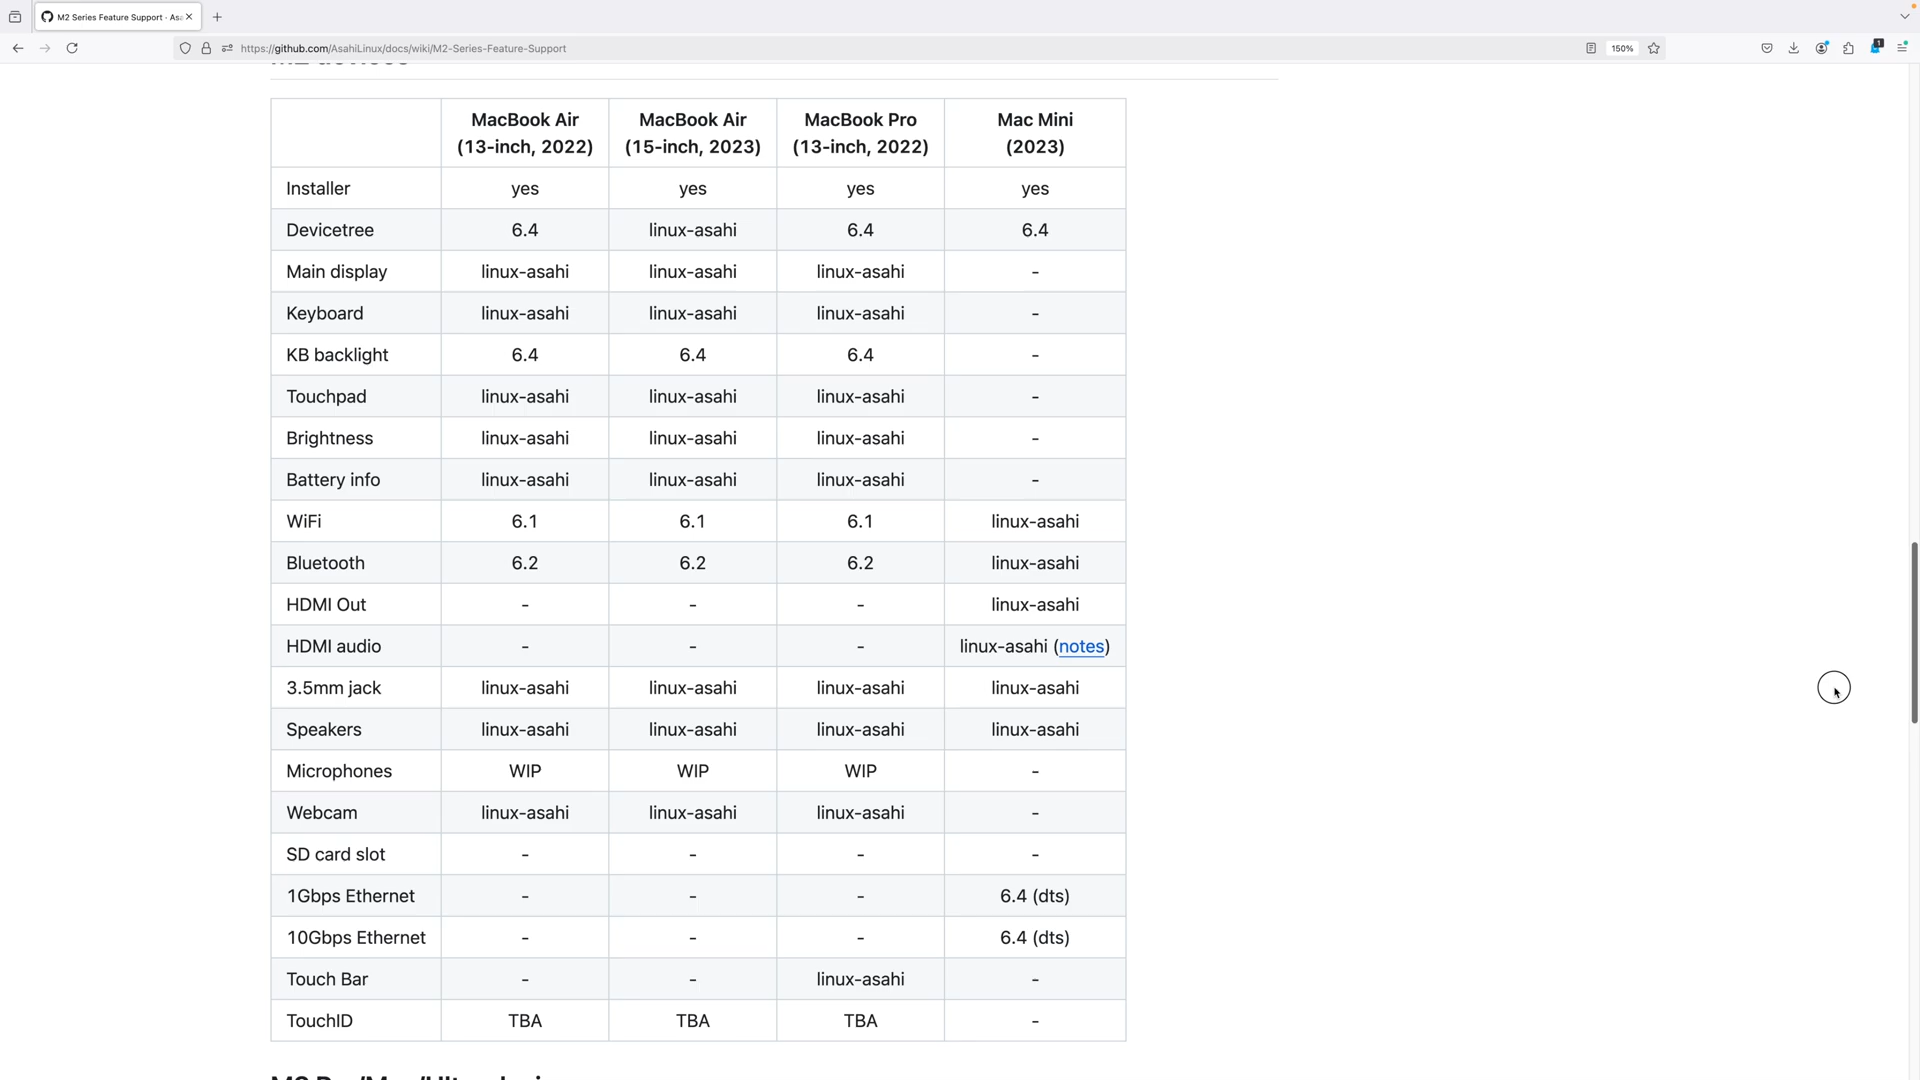 M2 Series Feature Support · Asa
https://github.com/AsahiLinux/docs/wiki/M2-Series-Feature-Support
150%
1
M2 devices
MacBook Air MacBook Air MacBook Pro Mac Mini
(13-inch, 2022) (15-inch, 2023) (13-inch, 2022) (2023)
Installer yes yes yes yes
Devicetree 6.4 linux-asahi 6.4 6.4
Main display linux-asahi linux-asahi linux-asahi -
Keyboard linux-asahi linux-asahi linux-asahi -
KB backlight 6.4 6.4 6.4 -
Touchpad linux-asahi linux-asahi linux-asahi -
Brightness linux-asahi linux-asahi linux-asahi -
Battery info linux-asahi linux-asahi linux-asahi -
WiFi 6.1 6.1 6.1 linux-asahi
Bluetooth 6.2 6.2 6.2 linux-asahi
HDMI Out - - - linux-asahi
HDMI audio - - - linux-asahi (notes)
3.5mm jack linux-asahi linux-asahi linux-asahi linux-asahi
Speakers linux-asahi linux-asahi linux-asahi linux-asahi
Microphones WIP WIP WIP -
Webcam linux-asahi linux-asahi linux-asahi -
SD card slot - - - -
1Gbps Ethernet - - - 6.4 (dts)
10Gbps Ethernet - - - 6.4 (dts)
Touch Bar - - linux-asahi -
TouchID TBA TBA TBA -